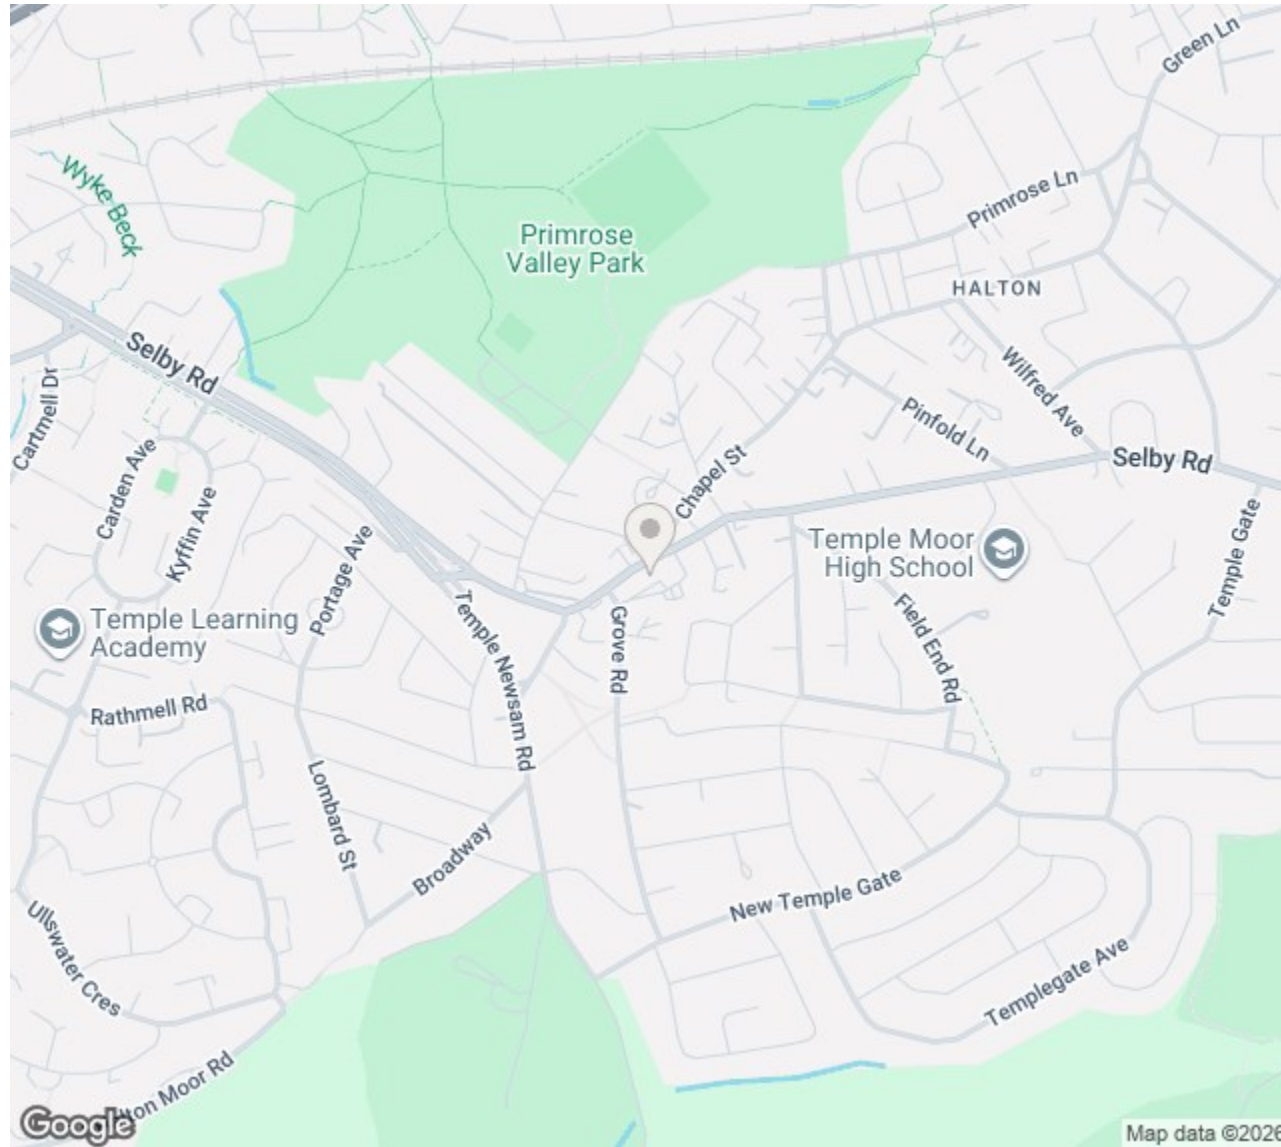 Green Ln
Wyke Beck
Primrose Ln
Primrose
Valley Park
HALTON
Selby Rd
Wilfred Ave
Cartmell Dr
Pinfold Ln
Selby Rd
Carden Ave
Kyffin Ave
Chapel St
Portage Ave
Temple Moor
High School
Temple Gate
Temple Learning
Academy
Temple Newsam Rd
Grove Rd
Field End Rd
Rathmell Rd
Lombard St
Broadway
New Temple Gate
Ullswater Cres
Templegate Ave
lton Moor Rd
Google
Map data ©2026